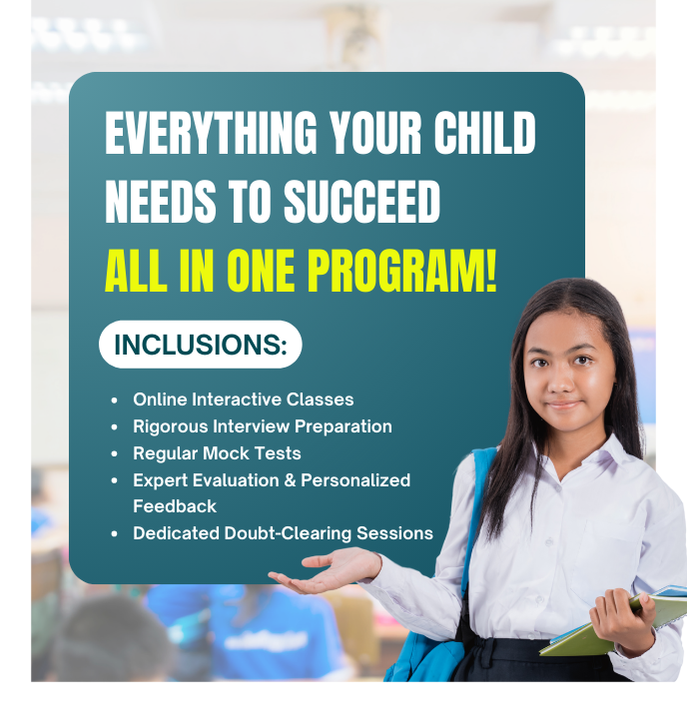 EVERYTHING YOUR CHILD
NEEDS TO SUCCEED
ALL IN ONE PROGRAM!
INCLUSIONS:
• Online Interactive Classes
• Rigorous Interview Preparation
• Regular Mock Tests
• Expert Evaluation & Personalized
Feedback
• Dedicated Doubt-Clearing Sessions